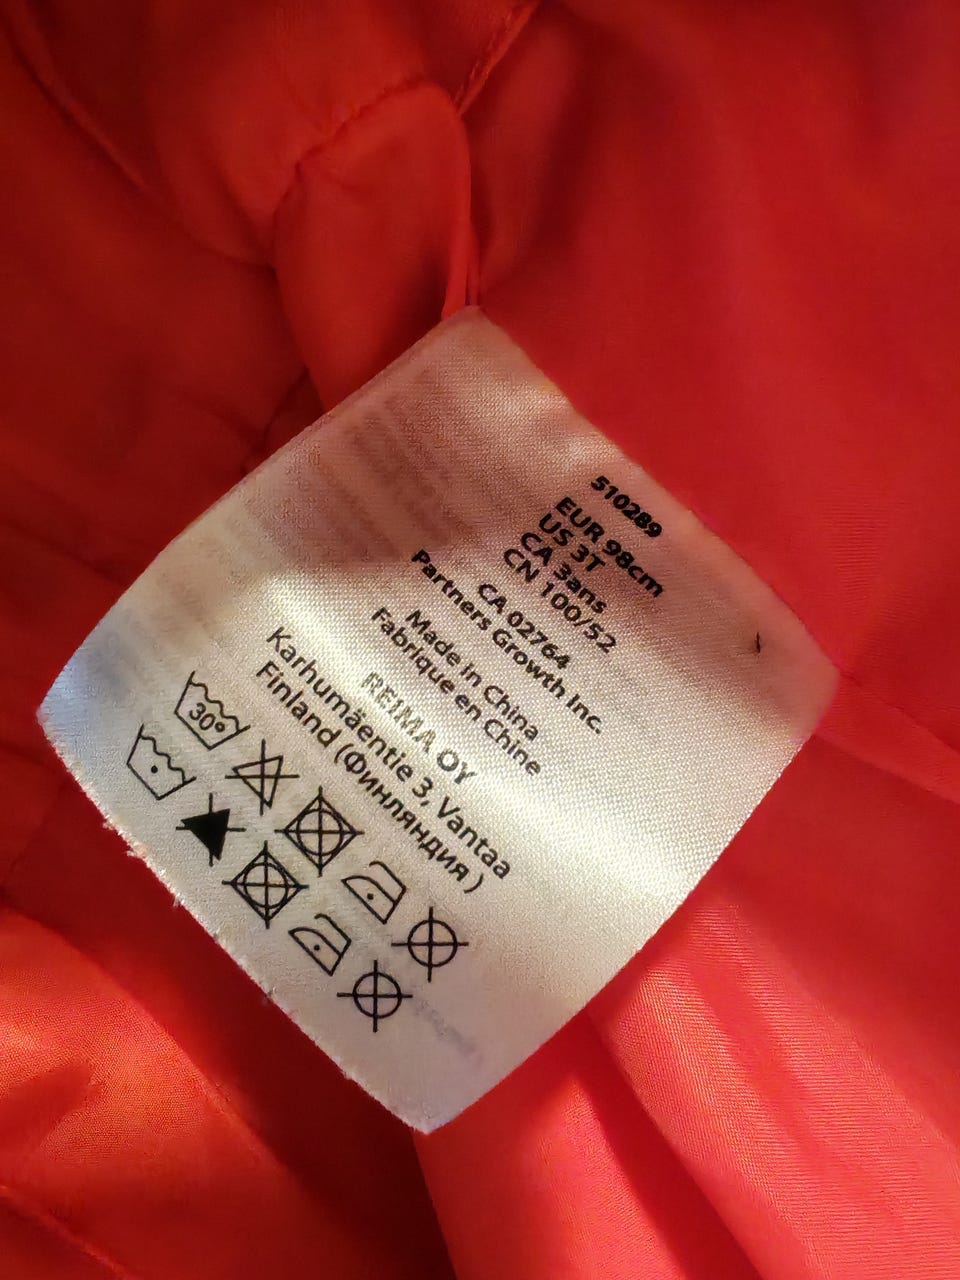 510289
EUR 98cm
US 3T
CA 3ans
CN 100/52
CA 02764
Partners Growth Inc.
Made in China
Fabrique en Chine
REIMA OY
Karhumäentie 3, Vantaa
Finland (Финляндия )
30°